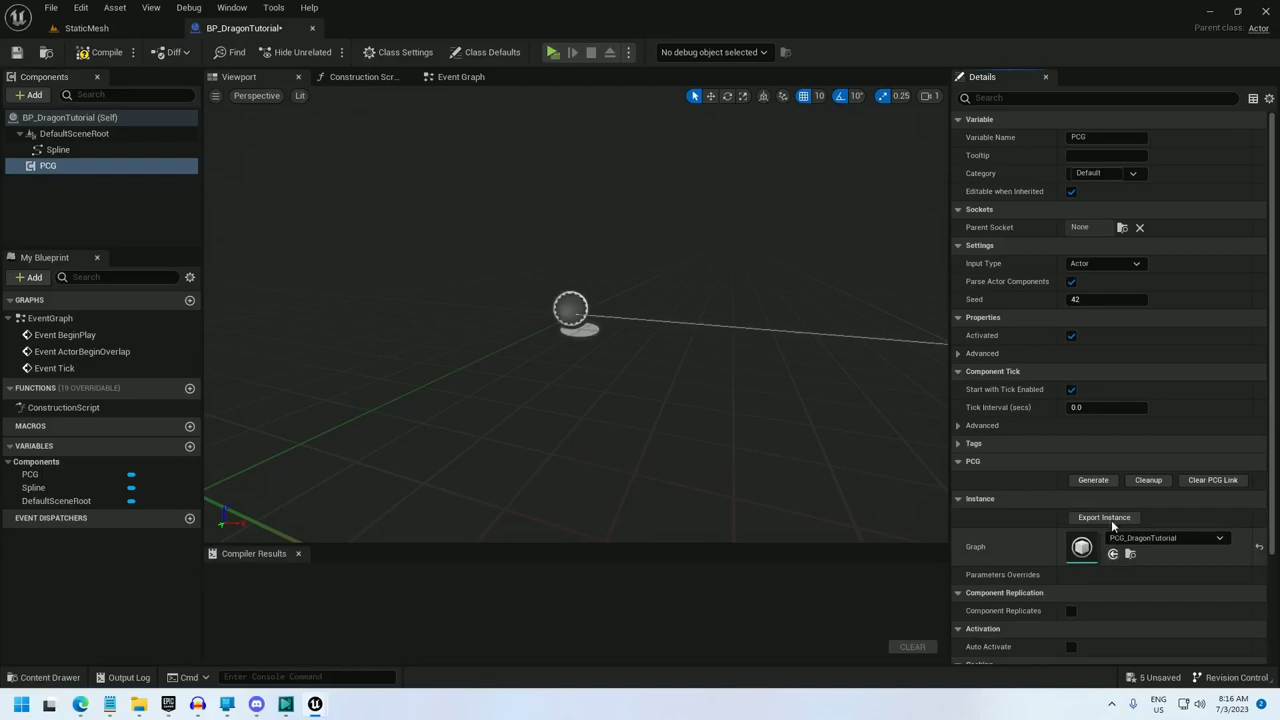 File Edit Asset View Debug Window Tools Help
StaticMesh
BP_DragonTutorial*
Parent class: Actor
Compile
Diff
Find
Hide Unrelated
Class Settings
Class Defaults
No debug object selected
Components
Viewport
Construction Scr...
Event Graph
Details
Add
Search
Perspective
Lit
10
10°
0.25
1
Search
BP_DragonTutorial (Self)
DefaultSceneRoot
Spline
PCG
My Blueprint
Add
Search
GRAPHS
EventGraph
Event BeginPlay
Event ActorBeginOverlap
Event Tick
FUNCTIONS (19 OVERRIDABLE)
ConstructionScript
MACROS
VARIABLES
Components
PCG
Spline
DefaultSceneRoot
EVENT DISPATCHERS
Compiler Results
CLEAR
Variable
Variable Name PCG
Tooltip
Category Default
Editable when Inherited
Sockets
Parent Socket None
Settings
Input Type Actor
Parse Actor Components
Seed 42
Properties
Activated
Advanced
Component Tick
Start with Tick Enabled
Tick Interval (secs) 0.0
Advanced
Tags
PCG
Generate Cleanup Clear PCG Link
Instance
Export Instance
Graph PCG_DragonTutorial
Parameters Overrides
Component Replication
Component Replicates
Activation
Auto Activate
Content Drawer
Output Log
Cmd
Enter Console Command
5 Unsaved
Revision Control
ENG
US
8:16 AM
7/3/2023
2